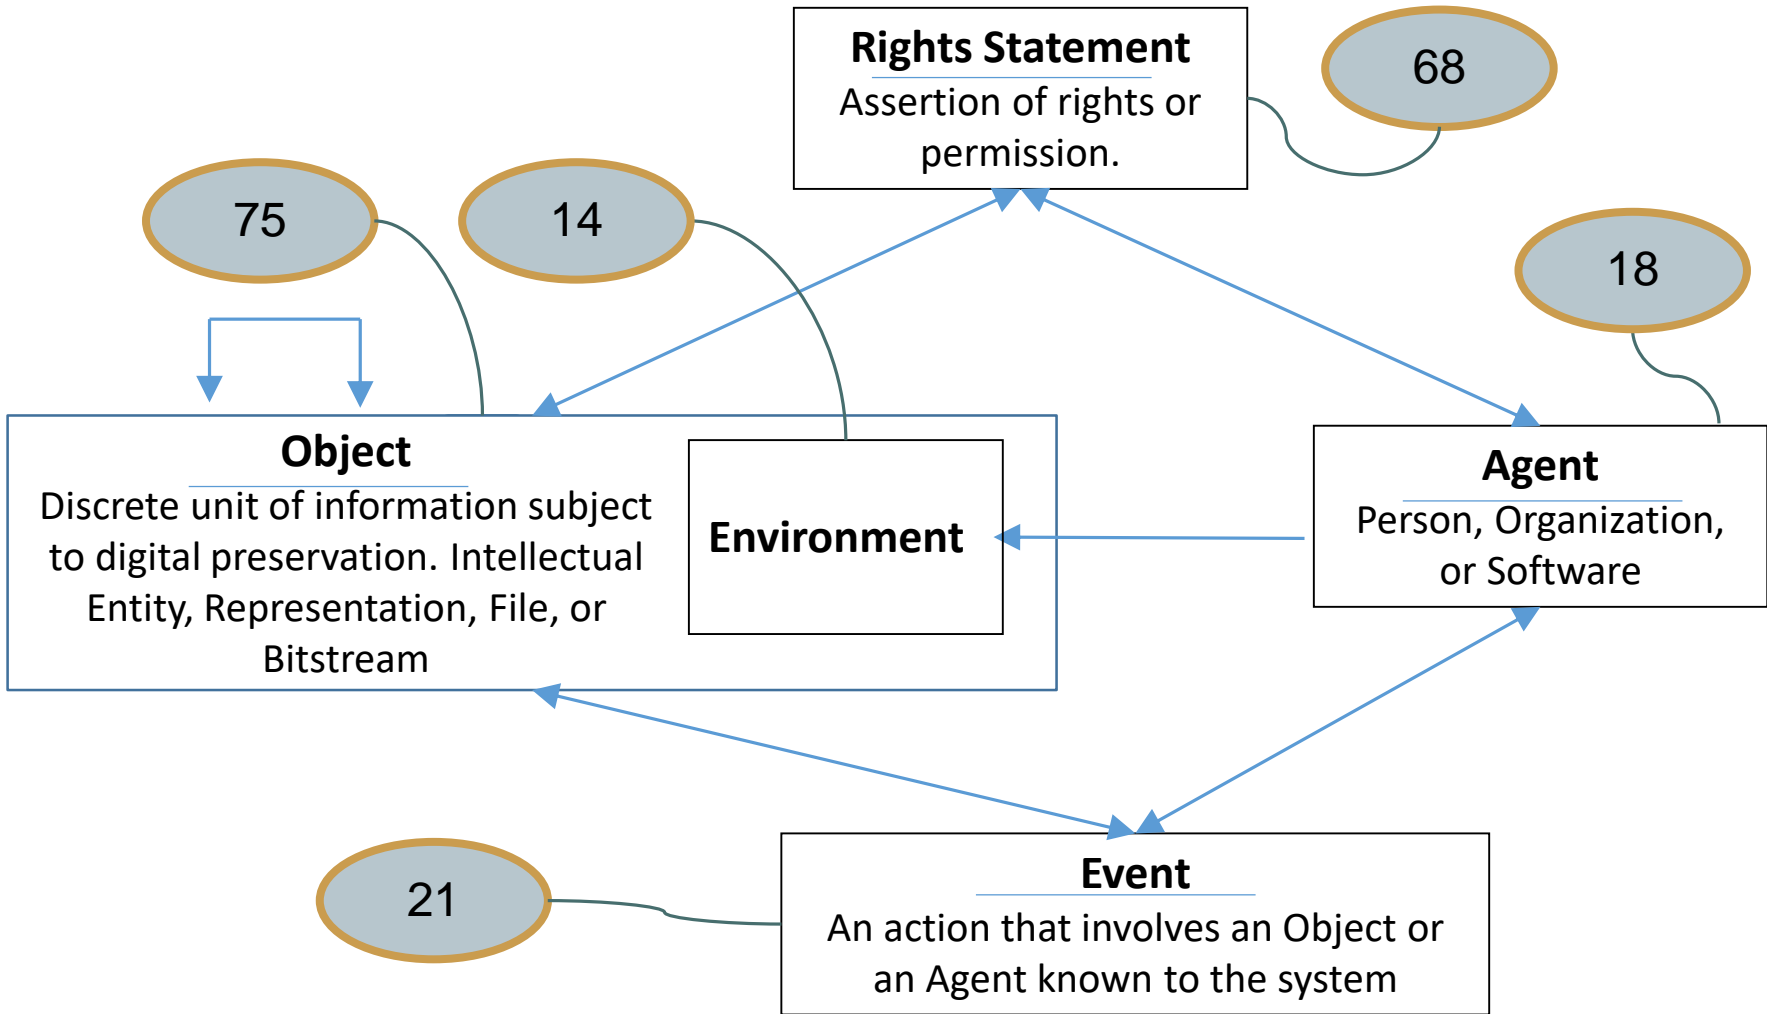 Rights Statement
Assertion of rights or
permission.
68
75
14
18
Object
Discrete unit of information subject
to digital preservation. Intellectual
Entity, Representation, File, or
Bitstream
Environment
Agent
Person, Organization,
or Software
21
Event
An action that involves an Object or
an Agent known to the system